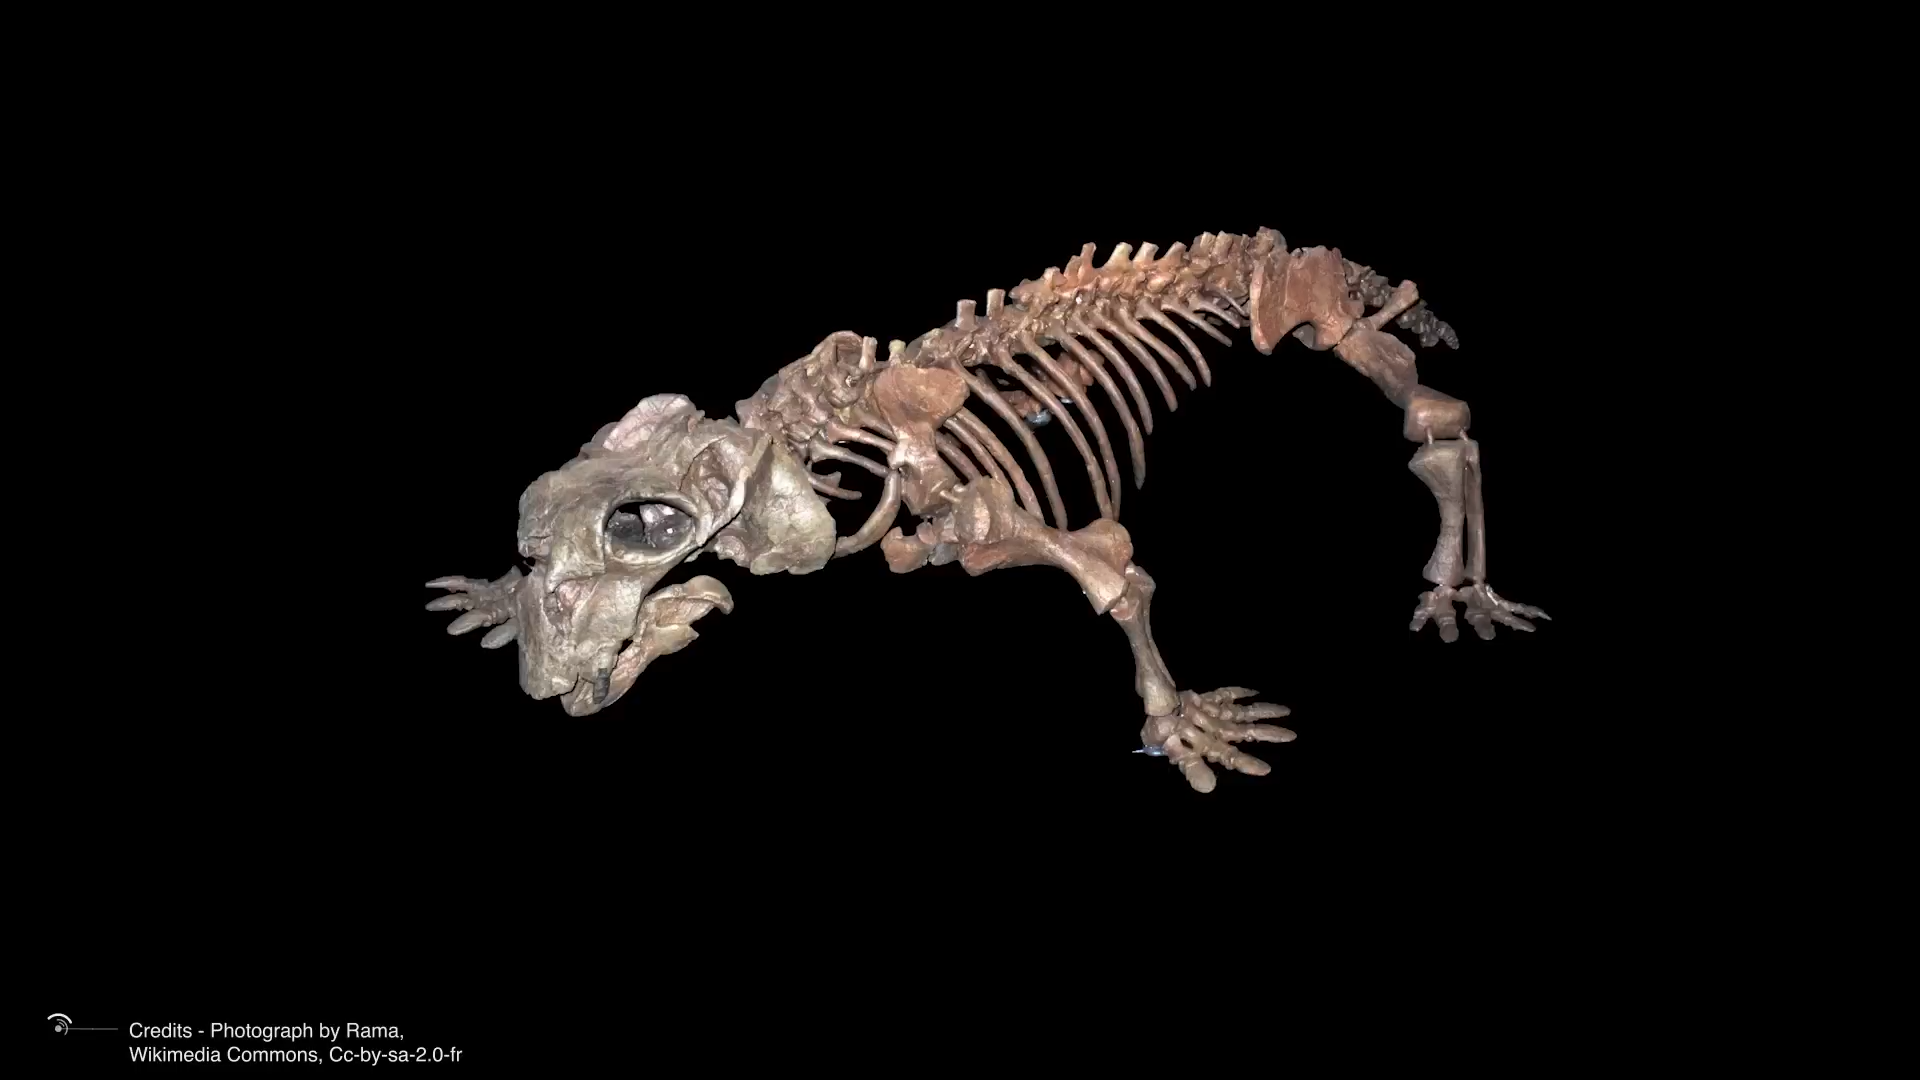 Credits - Photograph by Rama,
Wikimedia Commons, Cc-by-sa-2.0-fr